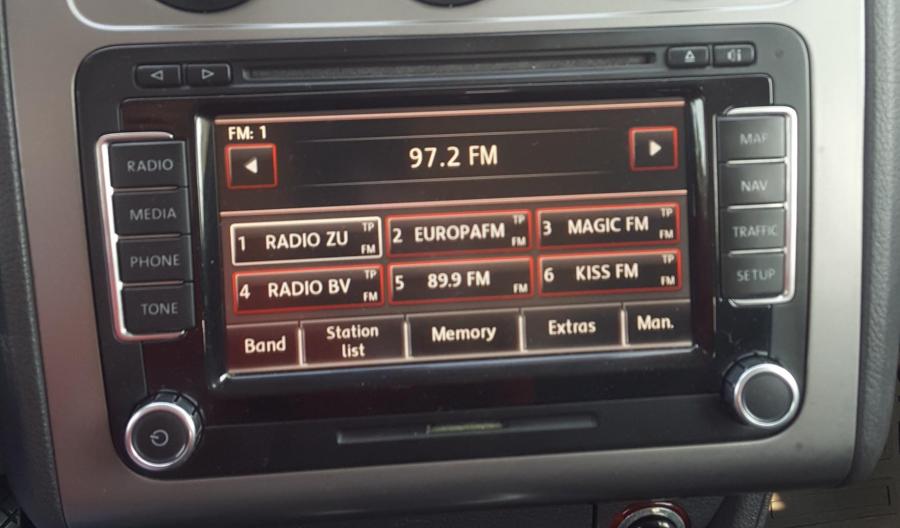 FM: 1
97.2 FM
RADIO
MEDIA
PHONE
TONE
MAP
NAV
TRAFFIC
SETUP
1 RADIO ZU TP FM
2 EUROPAFM TP FM
3 MAGIC FM TP FM
4 RADIO BV TP FM
5 89.9 FM FM
6 KISS FM TP FM
Band
Station
list
Memory
Extras
Man.